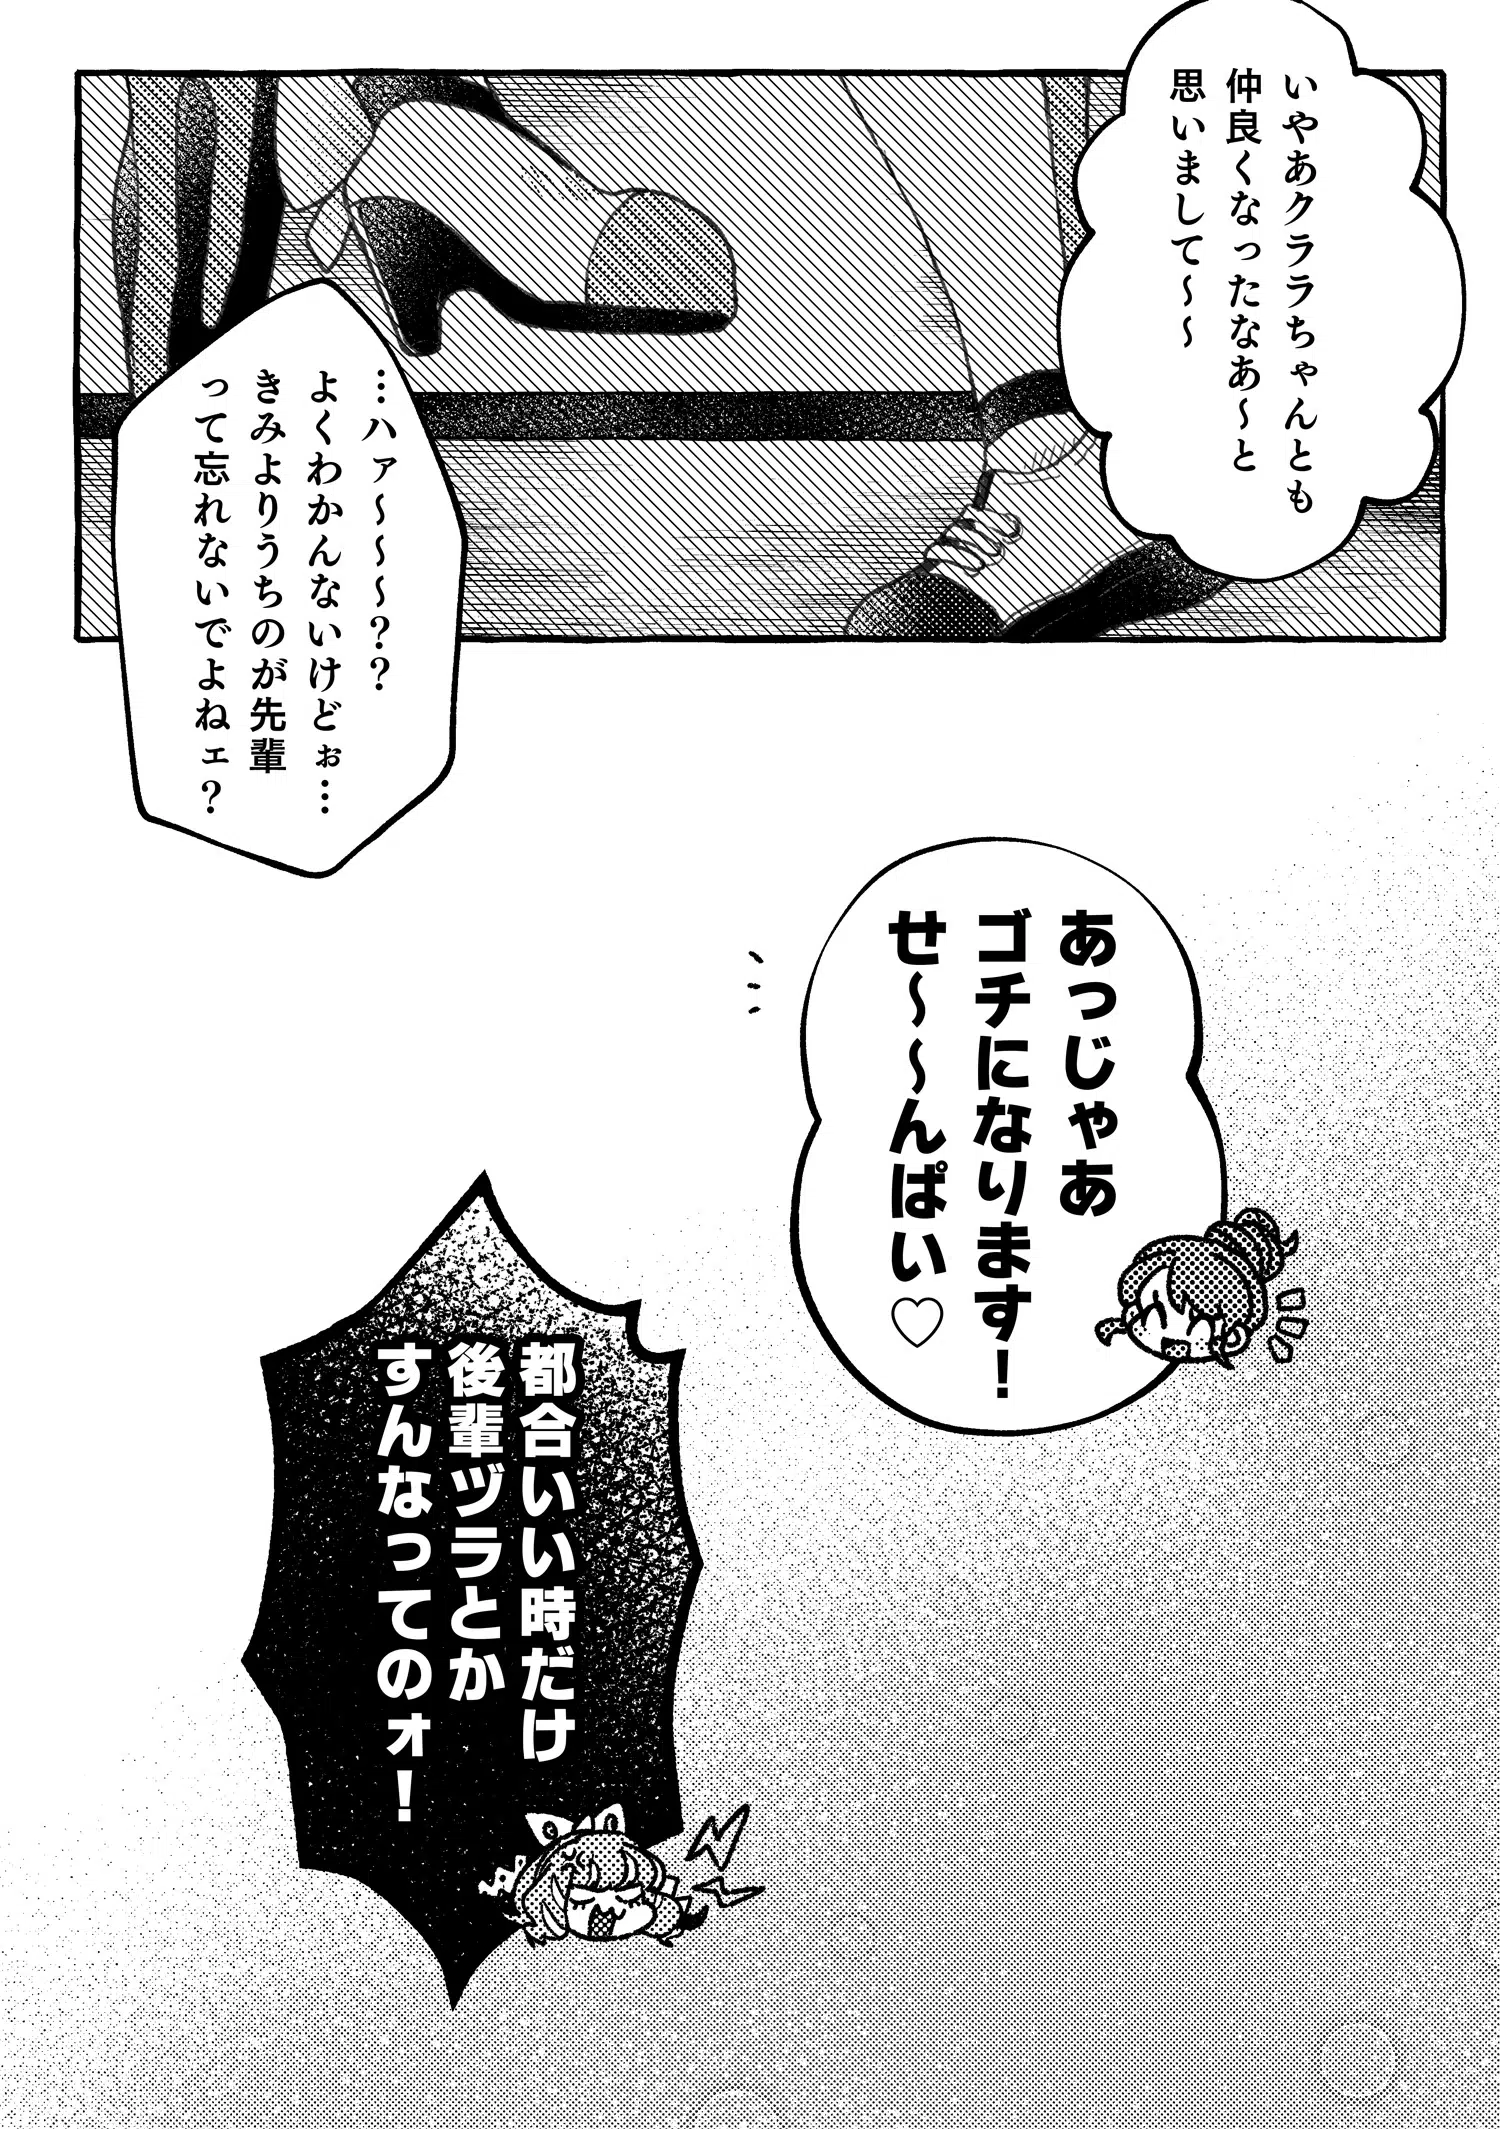 いやあクララちゃんとも
仲良くなったなあ～と
思いまして～～
…ハァ～～～？？
よくわかんないけどぉ…
きみよりうちのが先輩
って忘れないでよねェ？
あっじゃあ
ゴチになります！
せ～～んぱい♡
都合いい時だけ
後輩ヅラとか
すんなってのォ！